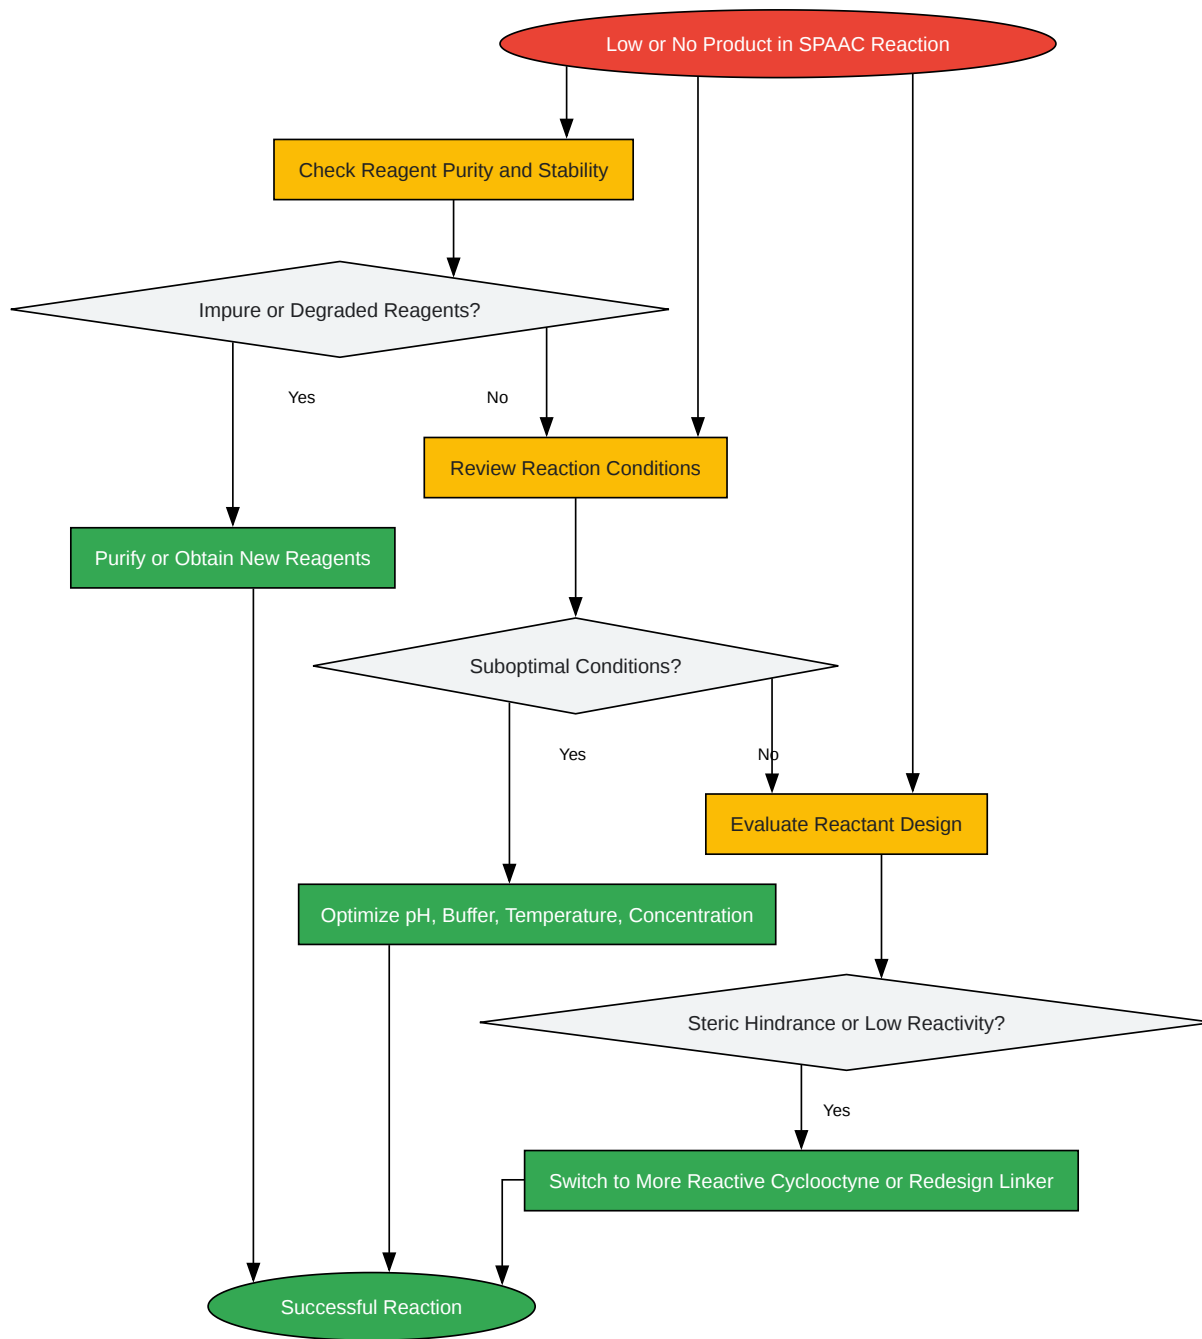 Low or No Product in SPAAC Reaction
Check Reagent Purity and Stability
Impure or Degraded Reagents?
Yes
No
Review Reaction Conditions
Purify or Obtain New Reagents
Suboptimal Conditions?
Yes
No
Evaluate Reactant Design
Optimize pH, Buffer, Temperature, Concentration
Steric Hindrance or Low Reactivity?
Yes
Switch to More Reactive Cyclooctyne or Redesign Linker
Successful Reaction